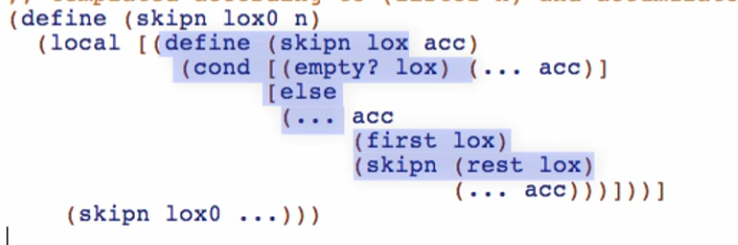 (define (skipn lox0 n)
(local [(define (skipn lox acc)
(cond [(empty? lox) (... acc)]
[else
(... acc
(first lox)
(skipn (rest lox)
(... acc)))]))]
(skipn lox0 ...)))